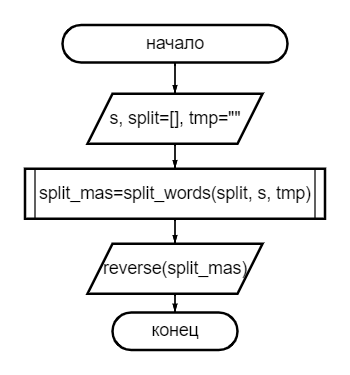 начало
s, split=[], tmp=""
split_mas=split_words(split, s, tmp)
reverse(split_mas)
конец